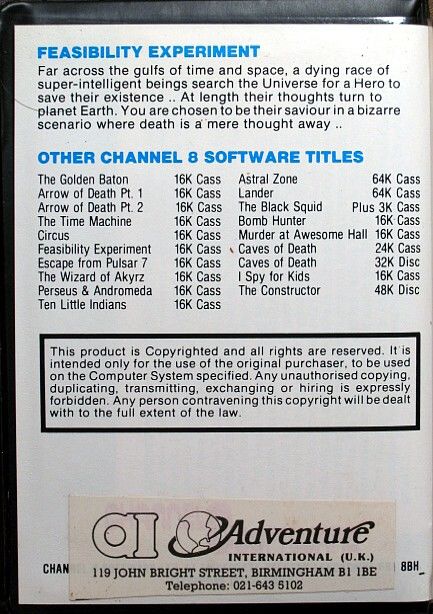 FEASIBILITY EXPERIMENT
Far across the gulfs of time and space, a dying race of
super-intelligent beings search the Universe for a Hero to
save their existence .. At length their thoughts turn to
planet Earth. You are chosen to be their saviour in a bizarre
scenario where death is a mere thought away ..
OTHER CHANNEL 8 SOFTWARE TITLES
The Golden Baton 16K Cass
Arrow of Death Pt. 1 16K Cass
Arrow of Death Pt. 2 16K Cass
The Time Machine 16K Cass
Circus 16K Cass
Feasibility Experiment 16K Cass
Escape from Pulsar 7 16K Cass
The Wizard of Akyrz 16K Cass
Perseus & Andromeda 16K Cass
Ten Little Indians 16K Cass
Astral Zone 64K Cass
Lander 64K Cass
The Black Squid Plus 3K Cass
Bomb Hunter 16K Cass
Murder at Awesome Hall 16K Cass
Caves of Death 24K Cass
Caves of Death 32K Disc
I Spy for Kids 16K Cass
The Constructor 48K Disc
This product is Copyrighted and all rights are reserved. It is
intended only for the use of the original purchaser, to be used
on the Computer System specified. Any unauthorised copying,
duplicating, transmitting, exchanging or hiring is expressly
forbidden. Any person contravening this copyright will be dealt
with to the full extent of the law.
AI Adventure
INTERNATIONAL (U.K.)
CHAN 8BH
119 JOHN BRIGHT STREET, BIRMINGHAM B1 1BE
Telephone: 021-643 5102